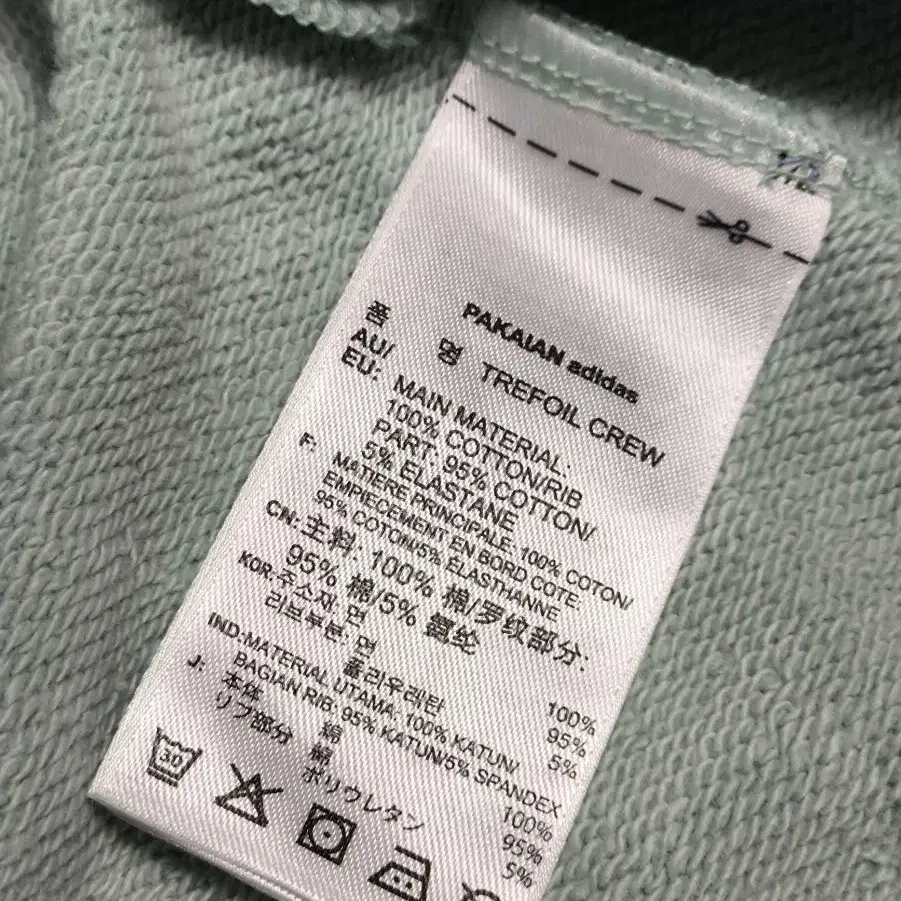 PAKAIAN adidas
품 명 TREFOIL CREW
AU/
EU: MAIN MATERIAL:
100% COTTON/RIB
PART: 95% COTTON/
5% ELASTANE
F: MATIERE PRINCIPALE: 100% COTON/
EMPIECEMENT EN BORD COTE:
95% COTON/5% ELASTHANNE
CN: 主料: 100% 棉/罗纹部分:
95% 棉/5% 氨纶
KOR: 주소재: 면 100%
리브부분: 면 95%
폴리우레탄 5%
IND: MATERIAL UTAMA: 100% KATUN/
BAGIAN RIB: 95% KATUN/5% SPANDEX
J: 本体 綿 100%
リブ部分 綿 95%
ポリウレタン 5%
30